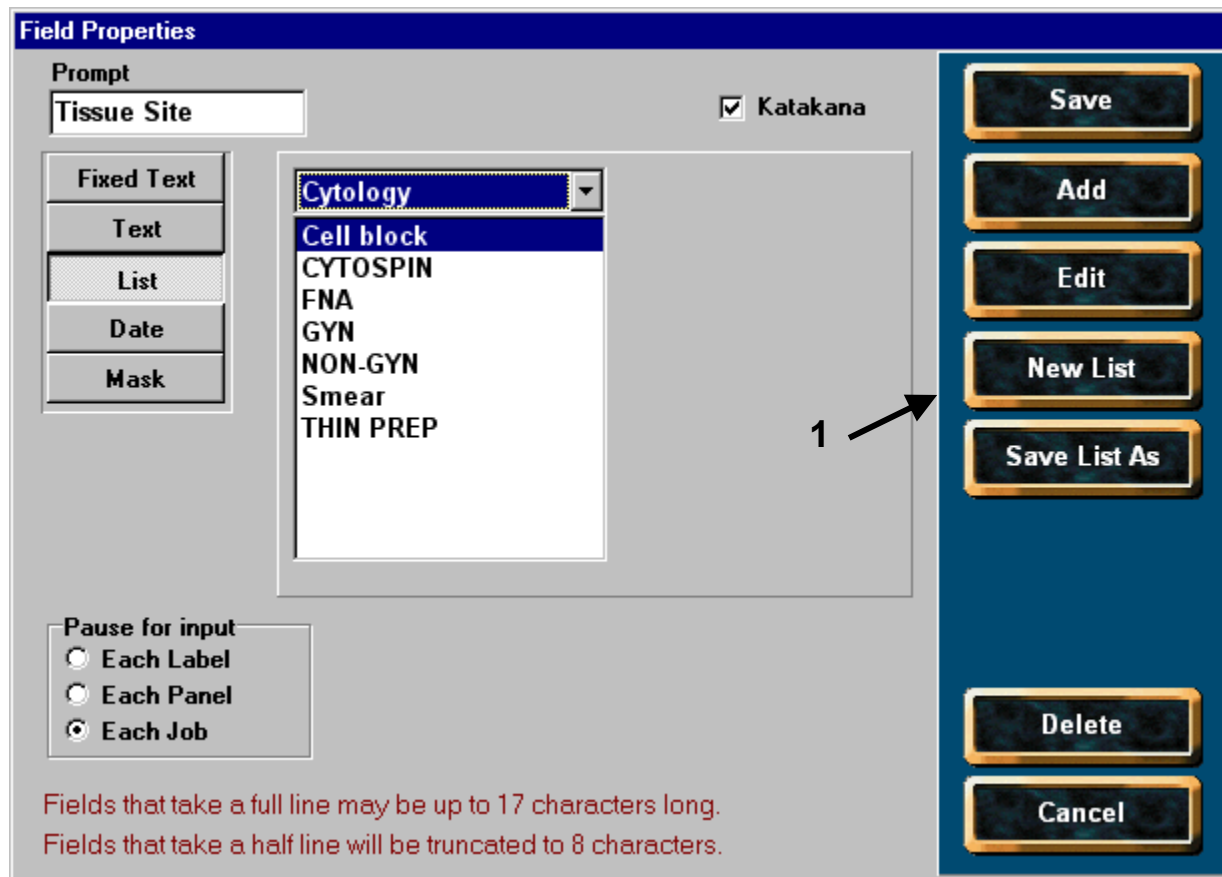 Field Properties
Prompt
Tissue Site
Katakana
Fixed Text
Text
List
Date
Mask
Cytology
Cell block
CYTOSPIN
FNA
GYN
NON-GYN
Smear
THIN PREP
1
Pause for input
Each Label
Each Panel
Each Job
Fields that take a full line may be up to 17 characters long.
Fields that take a half line will be truncated to 8 characters.
Save
Add
Edit
New List
Save List As
Delete
Cancel